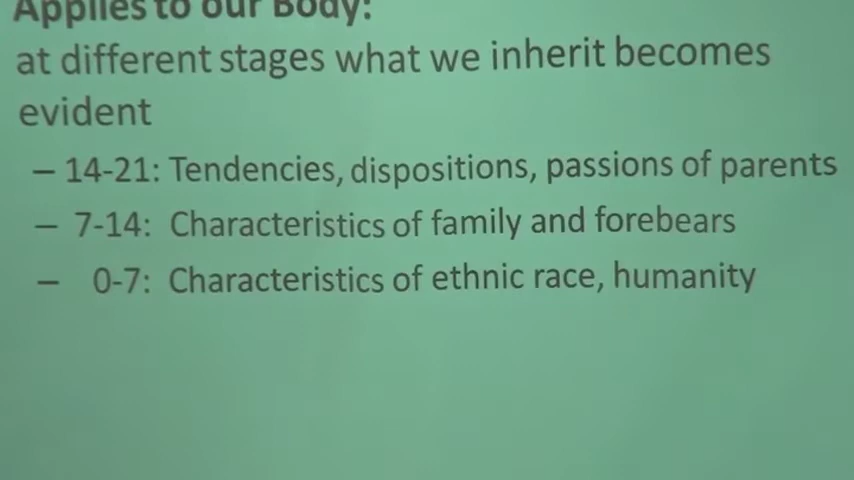 Applies to our Body:
at different stages what we inherit becomes
evident
– 14-21: Tendencies, dispositions, passions of parents
– 7-14: Characteristics of family and forebears
– 0-7: Characteristics of ethnic race, humanity